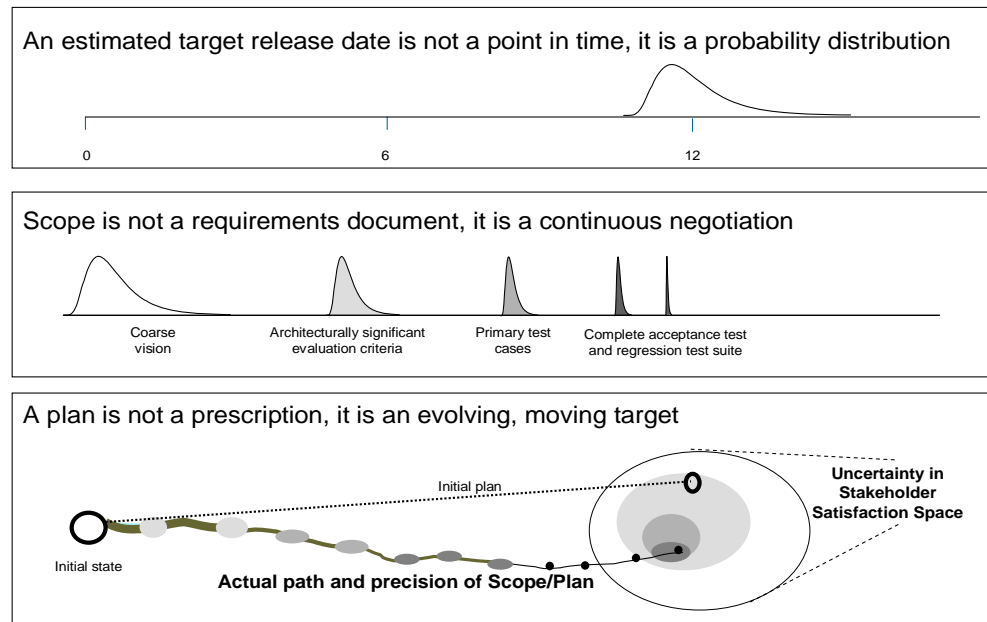 An estimated target release date is not a point in time, it is a probability distribution
0 6 12
Scope is not a requirements document, it is a continuous negotiation
Coarse
vision
Architecturally significant
evaluation criteria
Primary test
cases
Complete acceptance test
and regression test suite
A plan is not a prescription, it is an evolving, moving target
Initial plan
Uncertainty in
Stakeholder
Satisfaction Space
Initial state
Actual path and precision of Scope/Plan